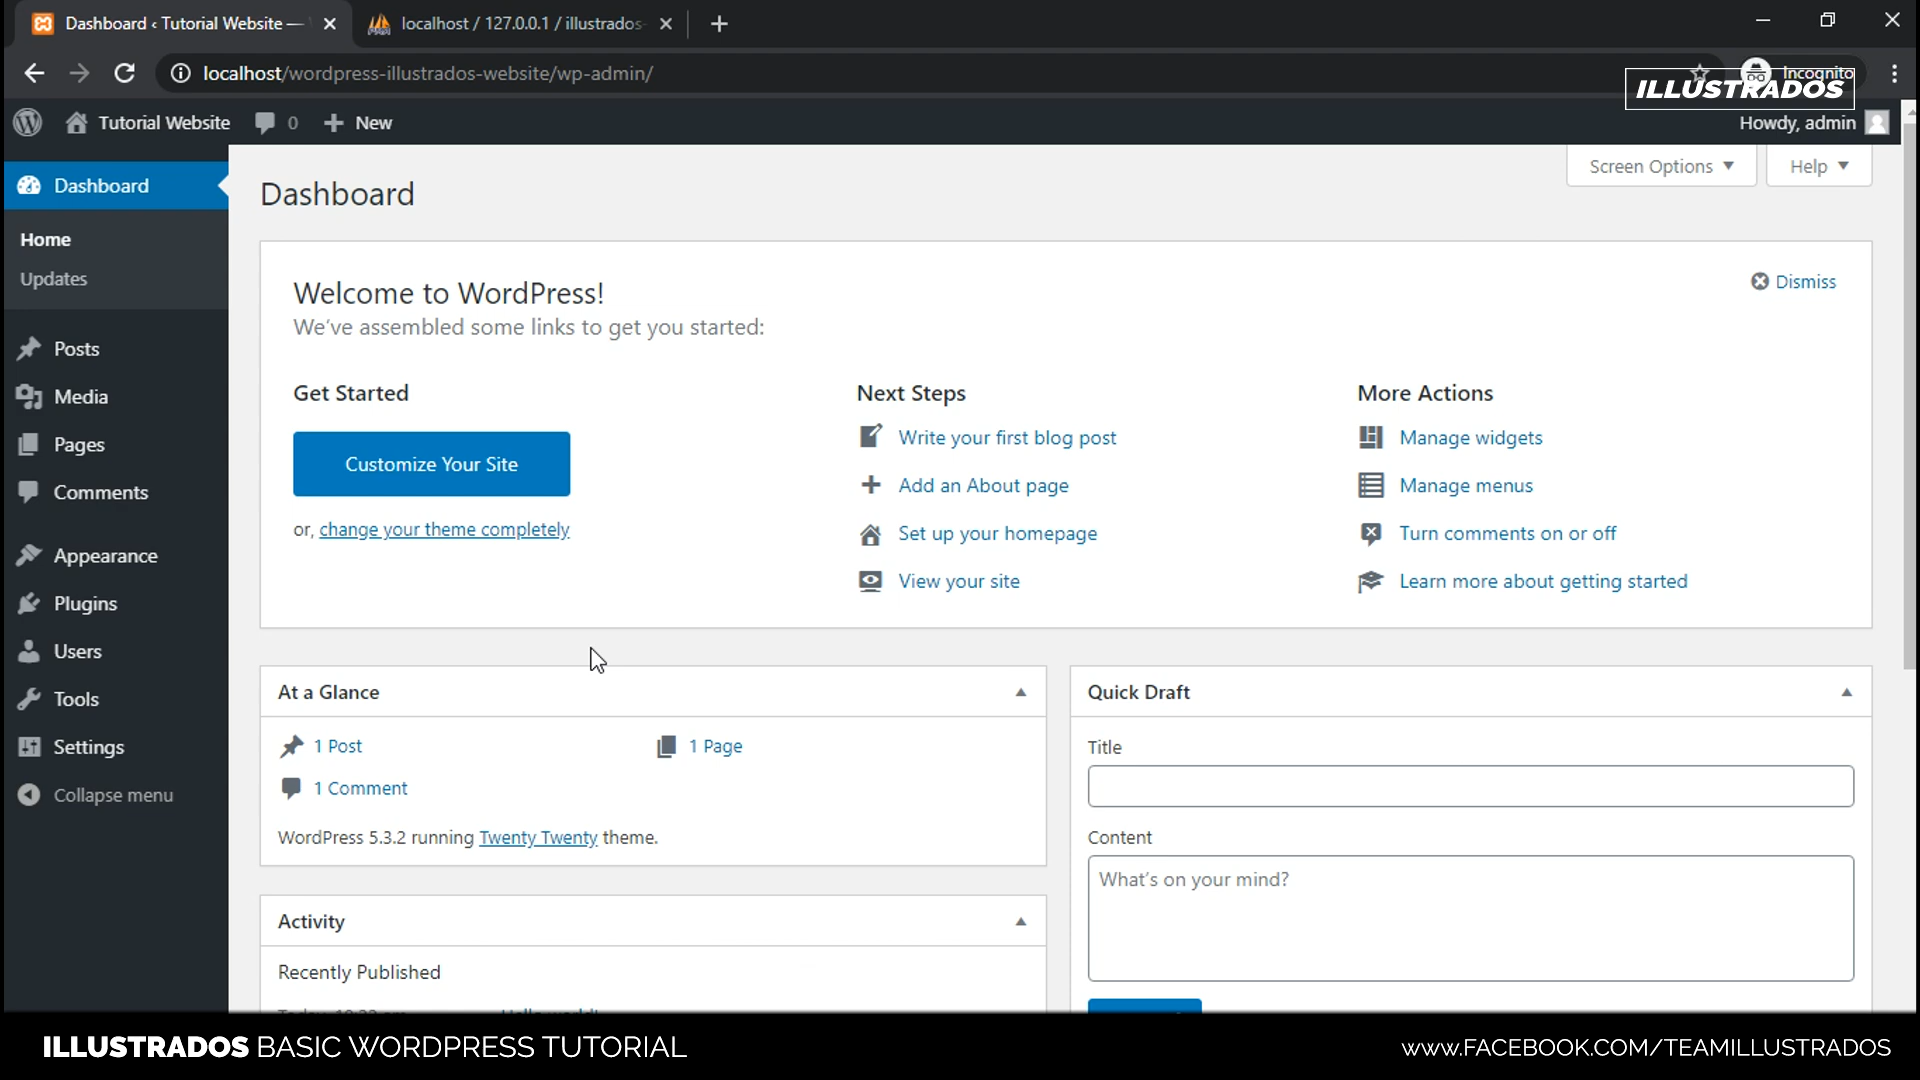 Dashboard ‹ Tutorial Website —
localhost / 127.0.0.1 / illustrados-
localhost/wordpress-illustrados-website/wp-admin/
Incognito
ILLUSTRADOS
Tutorial Website
0
New
Howdy, admin
Screen Options
Help
Dashboard
Home
Updates
Posts
Media
Pages
Comments
Appearance
Plugins
Users
Tools
Settings
Collapse menu
Dashboard
Welcome to WordPress!
We've assembled some links to get you started:
Dismiss
Get Started
Customize Your Site
or, change your theme completely
Next Steps
Write your first blog post
Add an About page
Set up your homepage
View your site
More Actions
Manage widgets
Manage menus
Turn comments on or off
Learn more about getting started
At a Glance
1 Post
1 Page
1 Comment
WordPress 5.3.2 running Twenty Twenty theme.
Activity
Recently Published
Quick Draft
Title
Content
What's on your mind?
ILLUSTRADOS BASIC WORDPRESS TUTORIAL
WWW.FACEBOOK.COM/TEAMILLUSTRADOS